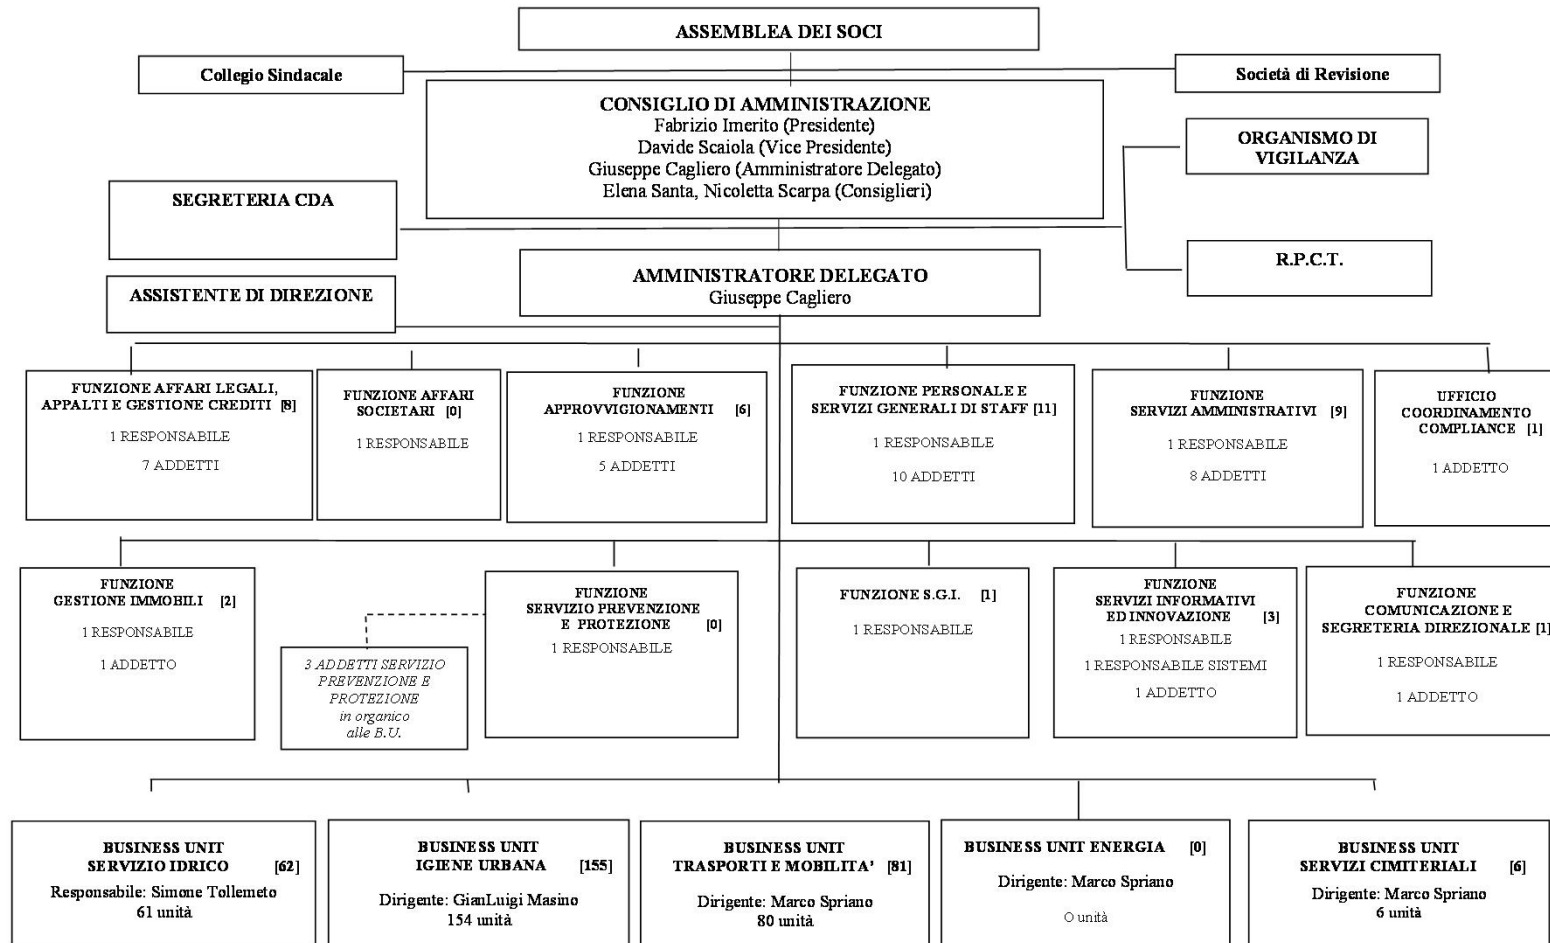 ASSEMBLEA DEI SOCI
Collegio Sindacale
Società di Revisione
CONSIGLIO DI AMMINISTRAZIONE
Fabrizio Imerito (Presidente)
Davide Scaiola (Vice Presidente)
Giuseppe Cagliero (Amministratore Delegato)
Elena Santa, Nicoletta Scarpa (Consiglieri)
ORGANISMO DI
VIGILANZA
SEGRETERIA CDA
R.P.C.T.
AMMINISTRATORE DELEGATO
Giuseppe Cagliero
ASSISTENTE DI DIREZIONE
FUNZIONE AFFARI LEGALI,
APPALTI E GESTIONE CREDITI [8]
1 RESPONSABILE
7 ADDETTI
FUNZIONE AFFARI
SOCIETARI [0]
1 RESPONSABILE
FUNZIONE
APPROVVIGIONAMENTI [6]
1 RESPONSABILE
5 ADDETTI
FUNZIONE PERSONALE E
SERVIZI GENERALI DI STAFF [11]
1 RESPONSABILE
10 ADDETTI
FUNZIONE
SERVIZI AMMINISTRATIVI [9]
1 RESPONSABILE
8 ADDETTI
UFFICIO
COORDINAMENTO
COMPLIANCE [1]
1 ADDETTO
FUNZIONE
GESTIONE IMMOBILI [2]
1 RESPONSABILE
1 ADDETTO
3 ADDETTI SERVIZIO
PREVENZIONE E
PROTEZIONE
in organico
alle B.U.
FUNZIONE
SERVIZIO PREVENZIONE
E PROTEZIONE [0]
1 RESPONSABILE
FUNZIONE S.G.I. [1]
1 RESPONSABILE
FUNZIONE
SERVIZI INFORMATIVI
ED INNOVAZIONE [3]
1 RESPONSABILE
1 RESPONSABILE SISTEMI
1 ADDETTO
FUNZIONE
COMUNICAZIONE E
SEGRETERIA DIREZIONALE [1]
1 RESPONSABILE
1 ADDETTO
BUSINESS UNIT
SERVIZIO IDRICO [62]
Responsabile: Simone Tollemeto
61 unità
BUSINESS UNIT
IGIENE URBANA [155]
Dirigente: GianLuigi Masino
154 unità
BUSINESS UNIT
TRASPORTI E MOBILITA' [81]
Dirigente: Marco Spriano
80 unità
BUSINESS UNIT ENERGIA [0]
Dirigente: Marco Spriano
O unità
BUSINESS UNIT
SERVIZI CIMITERIALI [6]
Dirigente: Marco Spriano
6 unità